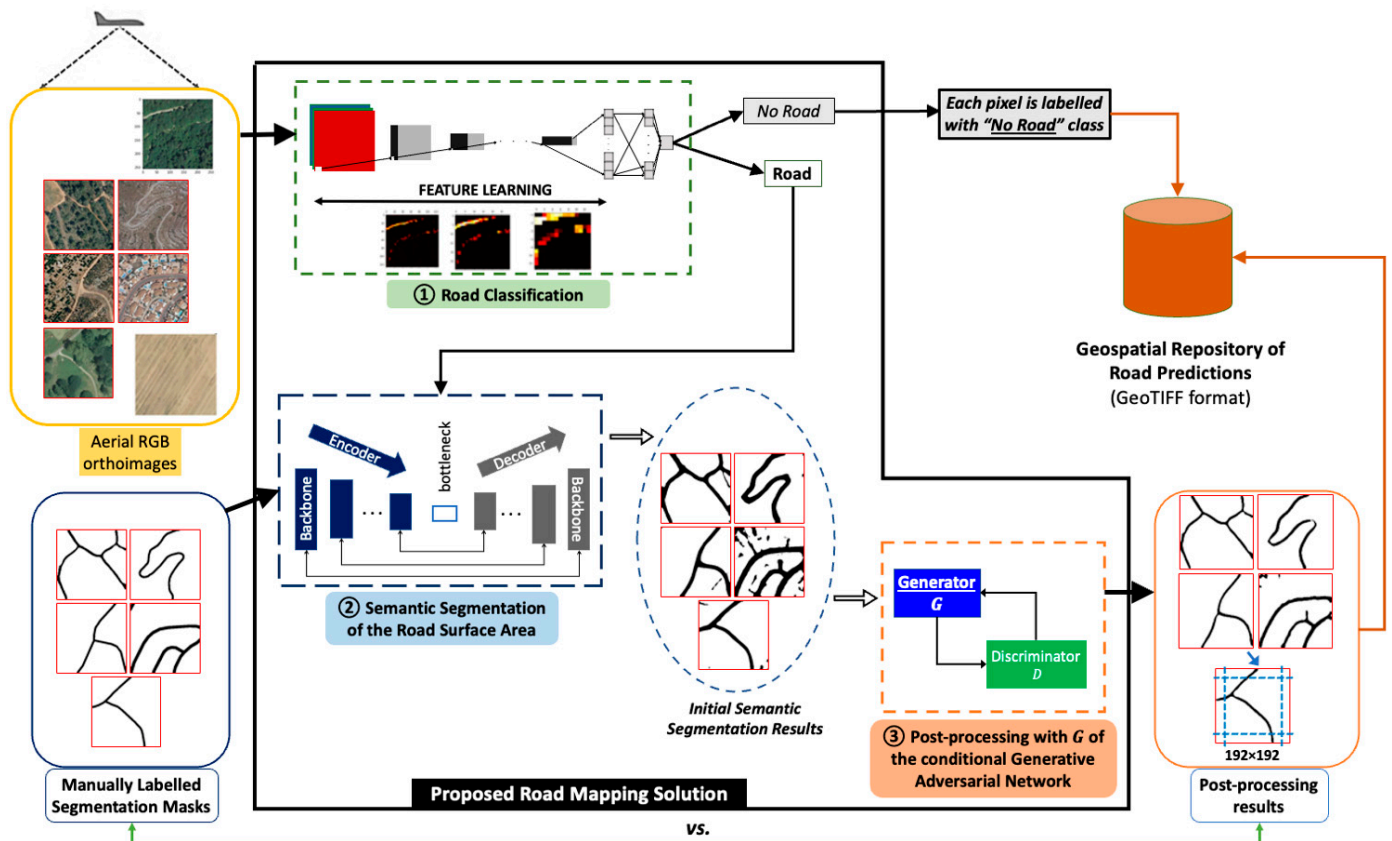 No Road
Each pixel is labelled
with “No Road” class
Road
FEATURE LEARNING
① Road Classification
Geospatial Repository of
Road Predictions
(GeoTIFF format)
Aerial RGB
orthoimages
Encoder
bottleneck
Decoder
Backbone
...
...
Backbone
② Semantic Segmentation
of the Road Surface Area
Initial Semantic
Segmentation Results
Generator
G
Discriminator
D
③ Post-processing with G of
the conditional Generative
Adversarial Network
192×192
Manually Labelled
Segmentation Masks
Proposed Road Mapping Solution
Post-processing
results
vs.